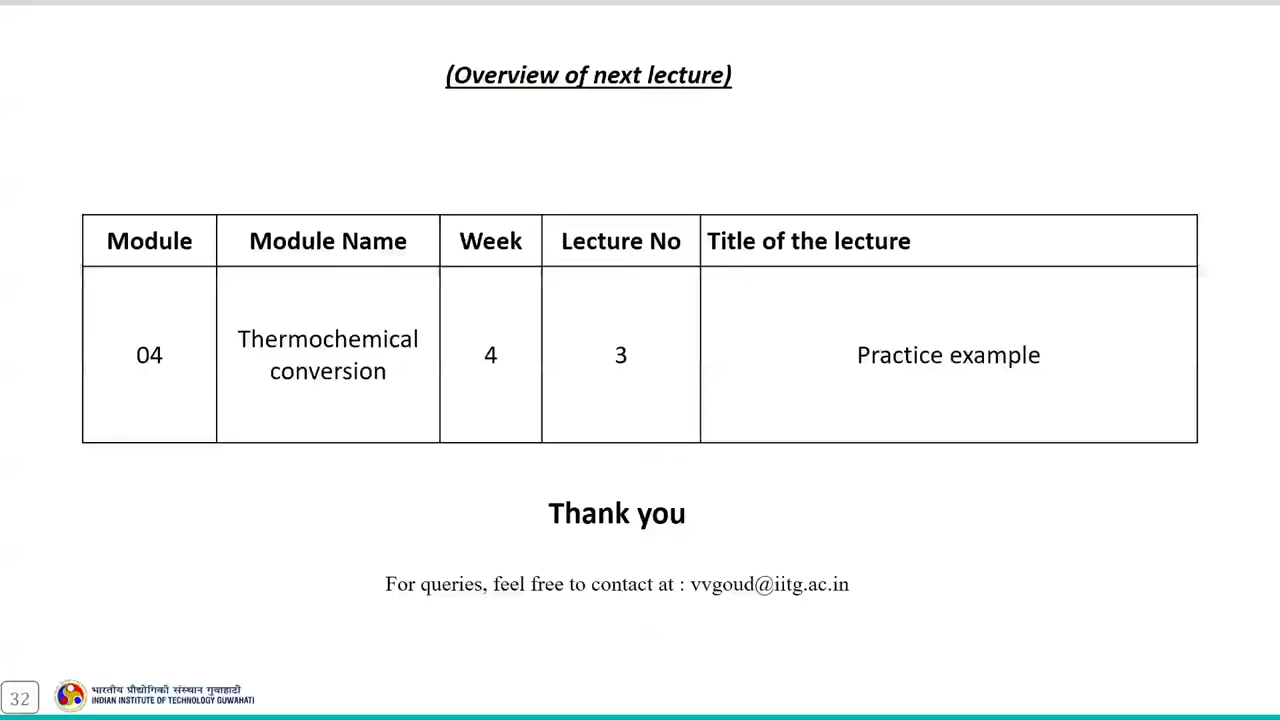 (Overview of next lecture)
Module Module Name Week Lecture No Title of the lecture
04 Thermochemical conversion 4 3 Practice example
Thank you
For queries, feel free to contact at : vvgoud@iitg.ac.in
32
भारतीय प्रौद्योगिकी संस्थान गुवाहाटी
INDIAN INSTITUTE OF TECHNOLOGY GUWAHATI